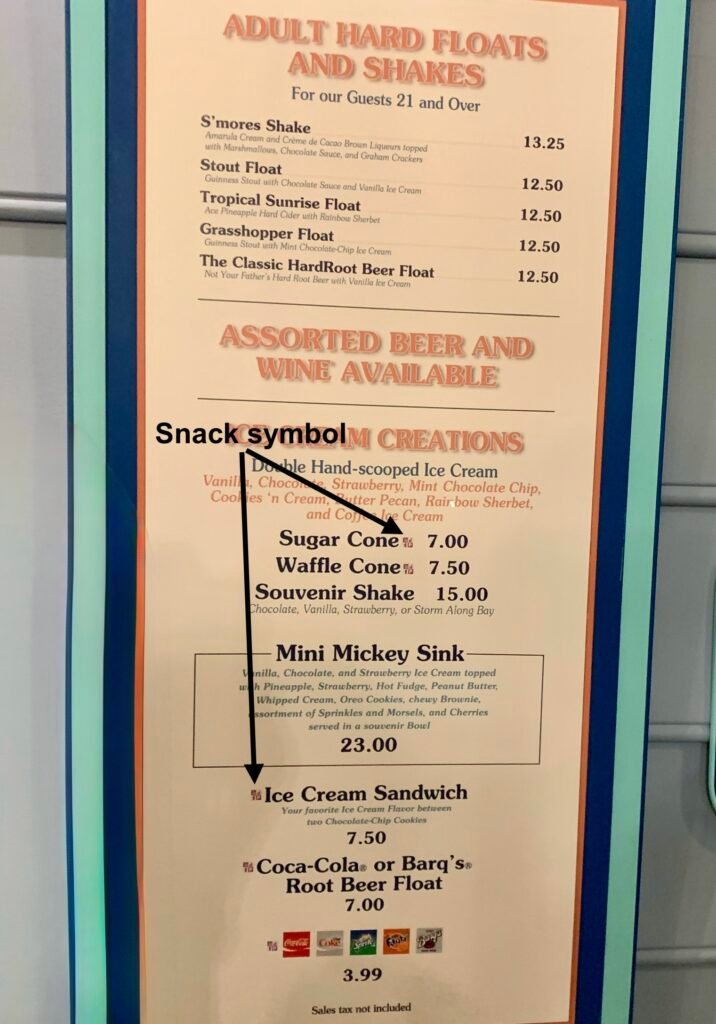 ADULT HARD FLOATS
AND SHAKES
For our Guests 21 and Over
S'mores Shake 13.25
Amarula Cream and Crème de Cacao Brown Liqueurs topped
with Marshmallows, Chocolate Sauce, and Graham Crackers
Stout Float 12.50
Guinness Stout with Chocolate Sauce and Vanilla Ice Cream
Tropical Sunrise Float 12.50
Ace Pineapple Hard Cider with Rainbow Sherbet
Grasshopper Float 12.50
Guinness Stout with Mint Chocolate-Chip Ice Cream
The Classic HardRoot Beer Float 12.50
Not Your Father's Hard Root Beer with Vanilla Ice Cream
ASSORTED BEER AND
WINE AVAILABLE
Snack symbol
ICE CREAM CREATIONS
Double Hand-scooped Ice Cream
Vanilla, Chocolate, Strawberry, Mint Chocolate Chip,
Cookies 'n Cream, Butter Pecan, Rainbow Sherbet,
and Coffee Ice Cream
Sugar Cone 7.00
Waffle Cone 7.50
Souvenir Shake 15.00
Chocolate, Vanilla, Strawberry, or Storm Along Bay
Mini Mickey Sink
Vanilla, Chocolate, and Strawberry Ice Cream topped
with Pineapple, Strawberry, Hot Fudge, Peanut Butter,
Whipped Cream, Oreo Cookies, chewy Brownie,
assortment of Sprinkles and Morsels, and Cherries
served in a souvenir Bowl
23.00
Ice Cream Sandwich
Your favorite Ice Cream Flavor between
two Chocolate-Chip Cookies
7.50
Coca-Cola® or Barq's®
Root Beer Float
7.00
Coca-Cola Coke Sprite Fanta Barq's
3.99
Sales tax not included